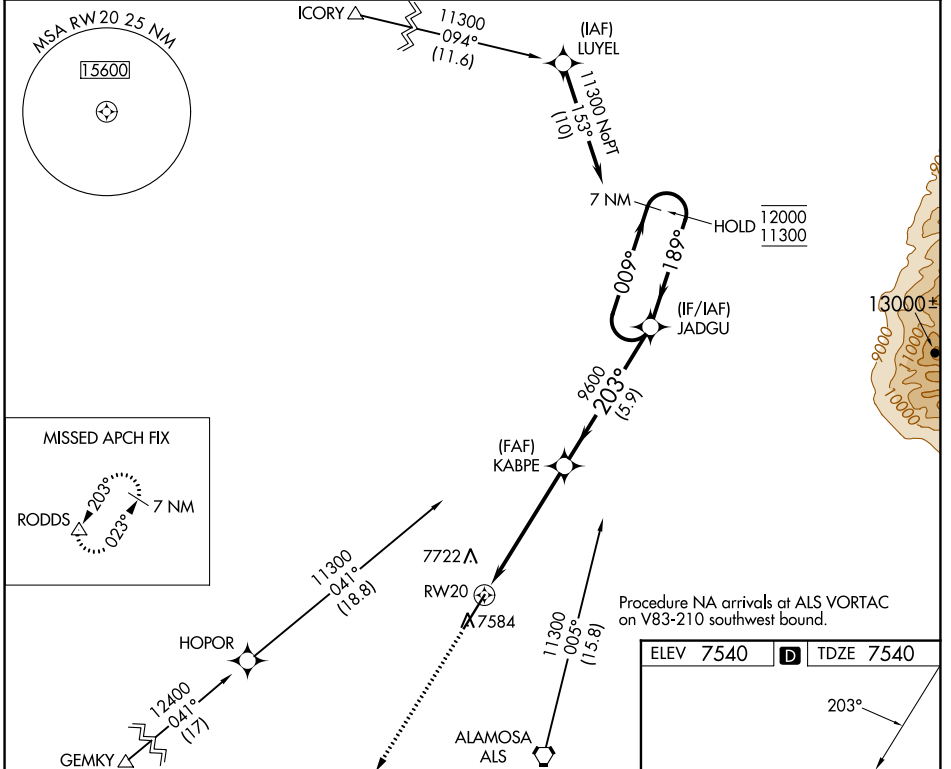 MSA RW20 25 NM
15600
ICORY
11300
094°
(11.6)
(IAF)
LUYEL
11300 NoPT
153°
(10)
7 NM
HOLD
12000
11300
009°
189°
(IF/IAF)
JADGU
9600
203°
(5.9)
(FAF)
KABPE
13000±
9000
11000
10000
90
MISSED APCH FIX
RODDS
203°
023°
7 NM
11300
041°
(18.8)
HOPOR
12400
041°
(17)
GEMKY
7722
RW20
7584
11300
005°
(15.8)
ALAMOSA
ALS
Procedure NA arrivals at ALS VORTAC
on V83-210 southwest bound.
ELEV 7540
D
TDZE 7540
203°